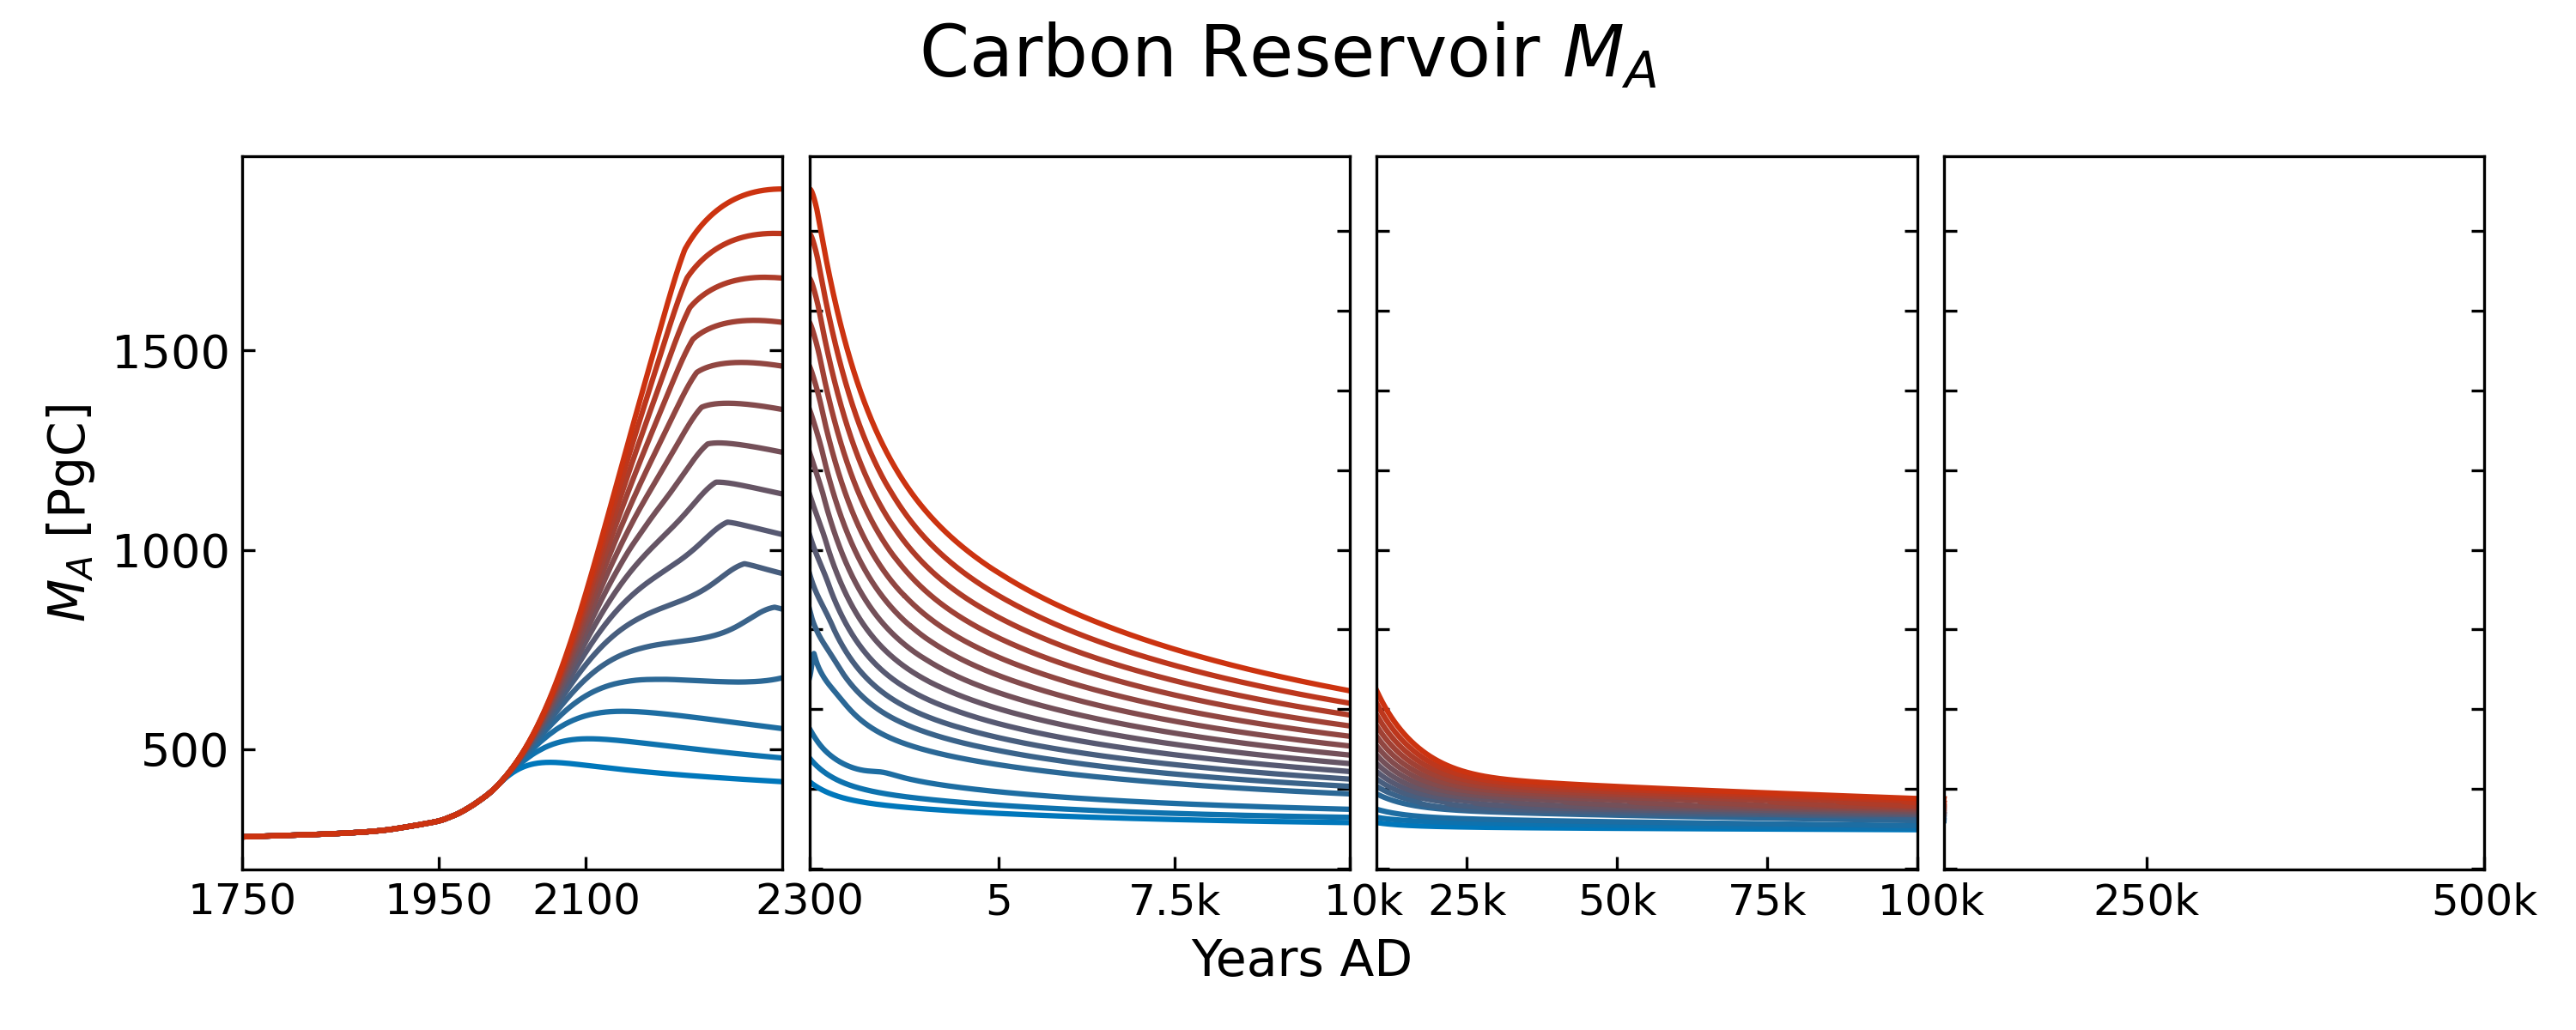 Carbon Reservoir M_A
M_A [PgC]
1500
1000
500
1750 1950 2100 2300 5 7.5k 10k 25k 50k 75k 100k 250k 500k
Years AD